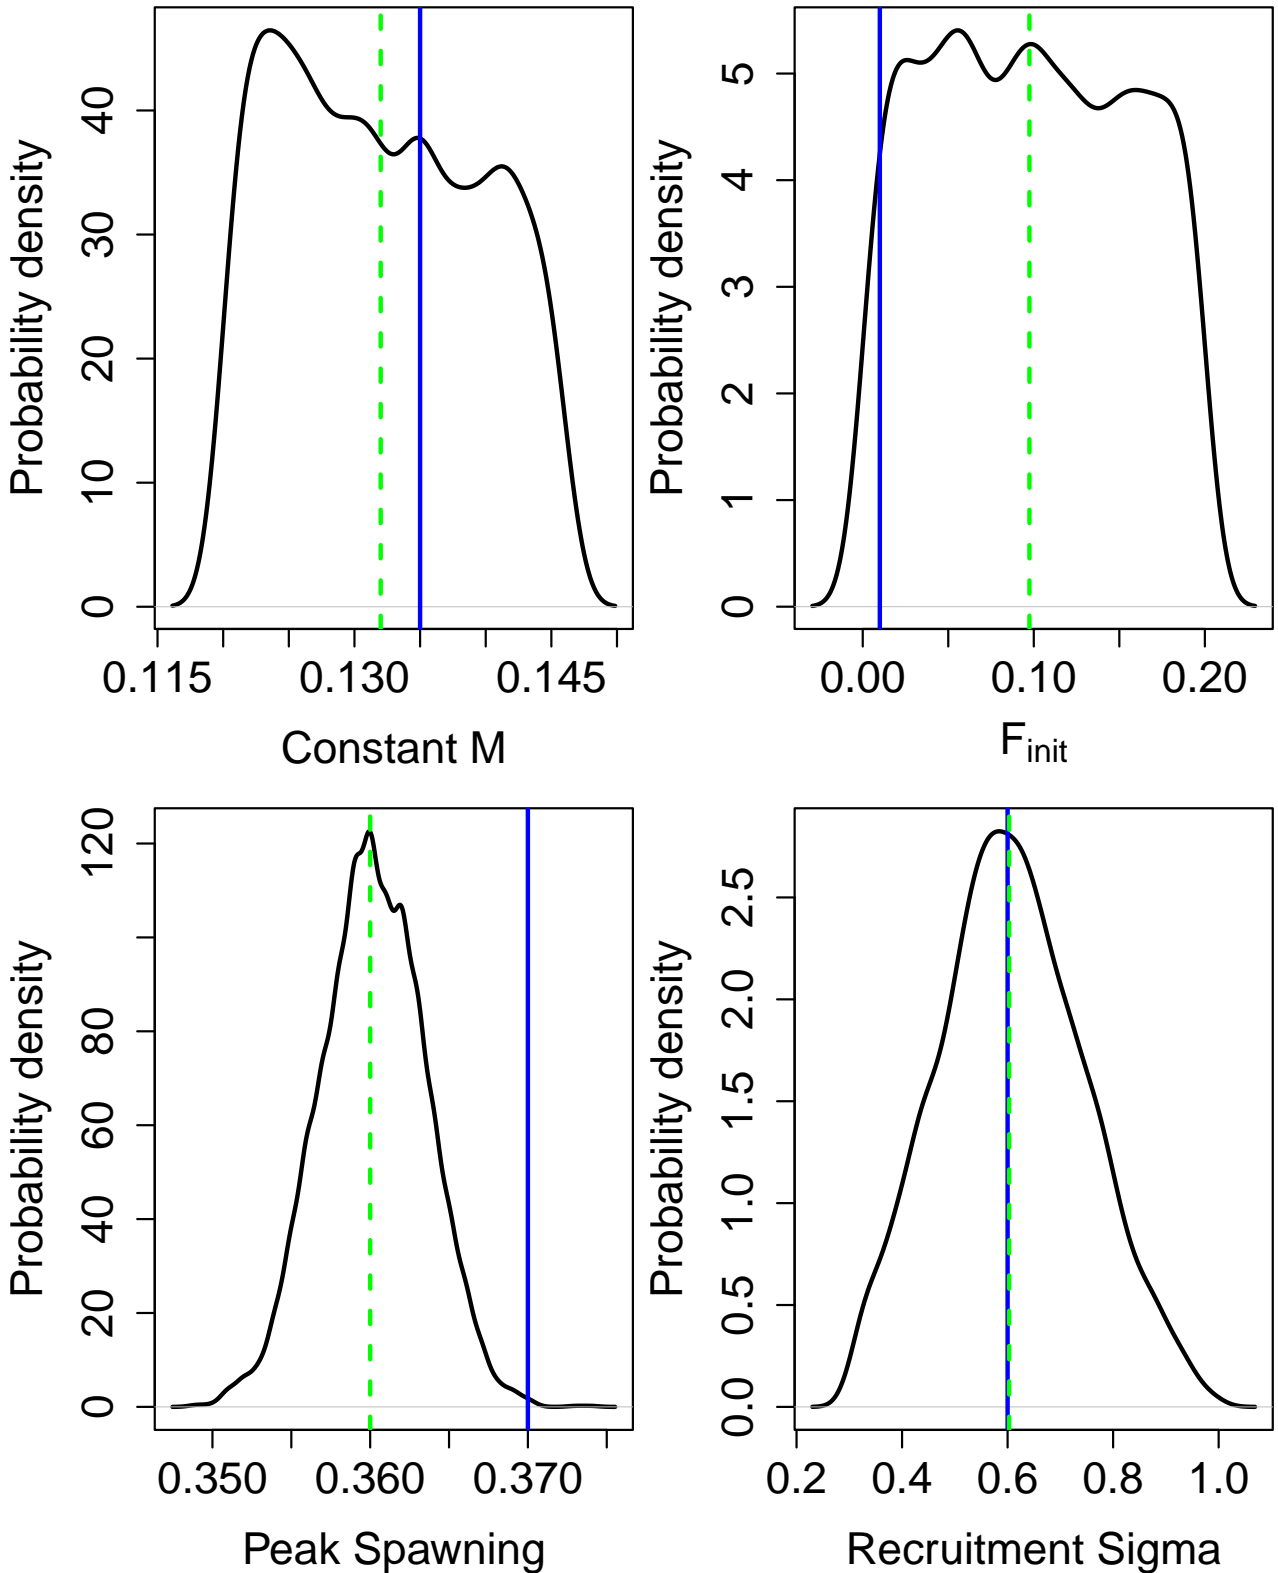 Probability density
0 10 20 30 40
0.115 0.130 0.145
Constant M
Probability density
0 1 2 3 4 5
0.00 0.10 0.20
Finit
Probability density
0 20 40 60 80 120
0.350 0.360 0.370
Peak Spawning
Probability density
0.0 0.5 1.0 1.5 2.0 2.5
0.2 0.4 0.6 0.8 1.0
Recruitment Sigma